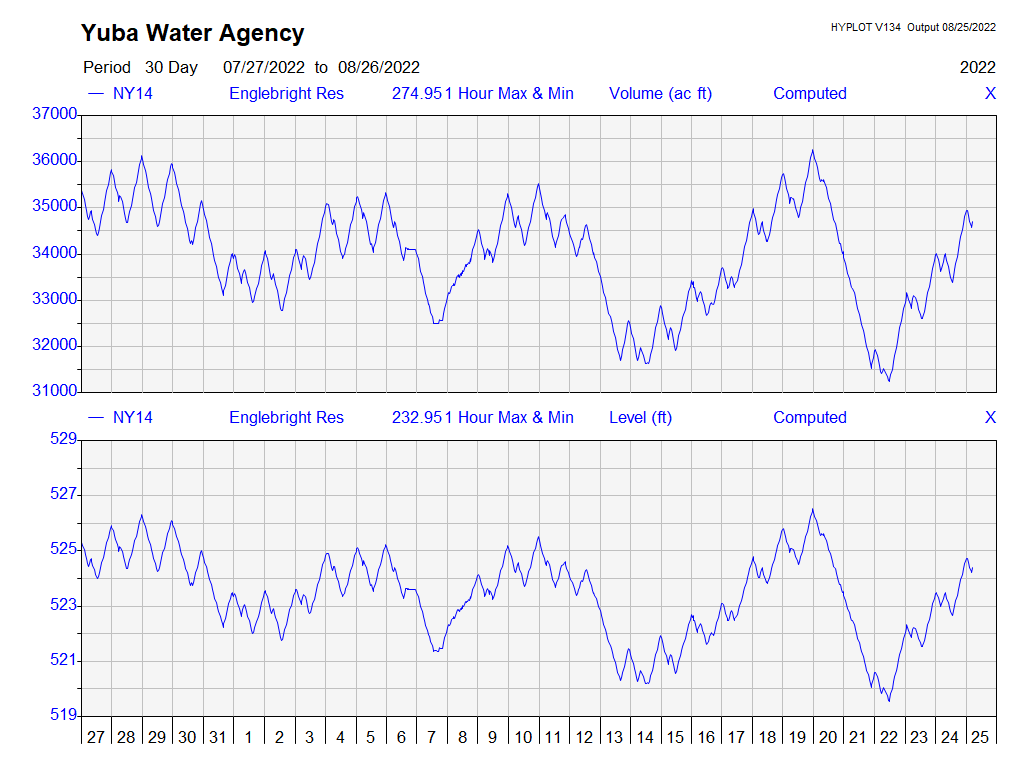 Yuba Water Agency
HYPLOT V134 Output 08/25/2022
Period 30 Day 07/27/2022 to 08/26/2022 2022
NY14 Englebright Res 274.951 Hour Max & Min Volume (ac ft) Computed X
37000
36000
35000
34000
33000
32000
31000
NY14 Englebright Res 232.951 Hour Max & Min Level (ft) Computed X
529
527
525
523
521
519
27 28 29 30 31 1 2 3 4 5 6 7 8 9 10 11 12 13 14 15 16 17 18 19 20 21 22 23 24 25